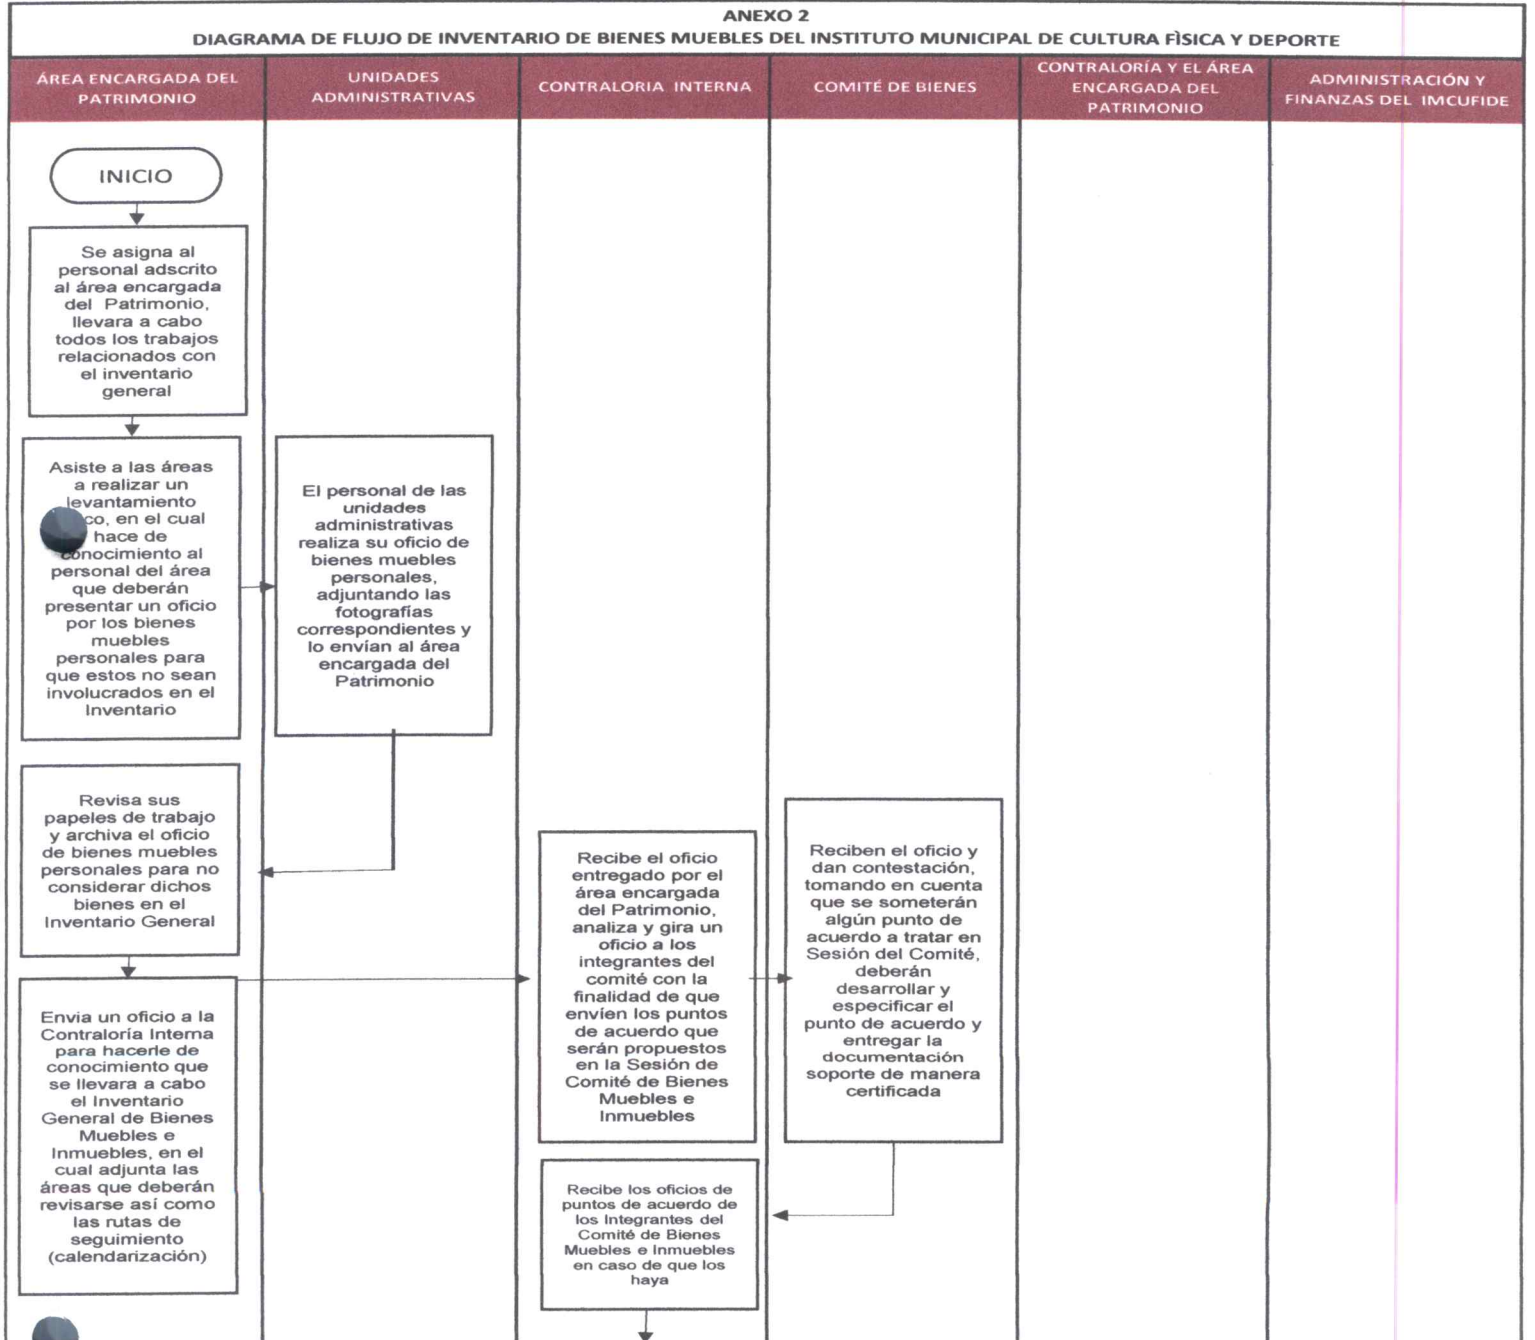 ANEXO 2
DIAGRAMA DE FLUJO DE INVENTARIO DE BIENES MUEBLES DEL INSTITUTO MUNICIPAL DE CULTURA FÌSICA Y DEPORTE
ÁREA ENCARGADA DEL
PATRIMONIO
UNIDADES
ADMINISTRATIVAS
CONTRALORIA INTERNA
COMITÉ DE BIENES
CONTRALORÍA Y EL ÁREA
ENCARGADA DEL
PATRIMONIO
ADMINISTRACIÓN Y
FINANZAS DEL IMCUFIDE
INICIO
Se asigna al
personal adscrito
al área encargada
del Patrimonio,
llevara a cabo
todos los trabajos
relacionados con
el inventario
general
Asiste a las áreas
a realizar un
levantamiento
en el cual
hace de
conocimiento al
personal del área
que deberán
presentar un oficio
por los bienes
muebles
personales para
que estos no sean
involucrados en el
Inventario
El personal de las
unidades
administrativas
realiza su oficio de
bienes muebles
personales,
adjuntando las
fotografías
correspondientes y
lo envían al área
encargada del
Patrimonio
Revisa sus
papeles de trabajo
y archiva el oficio
de bienes muebles
personales para no
considerar dichos
bienes en el
Inventario General
Envia un oficio a la
Contraloría Interna
para hacerle de
conocimiento que
se llevara a cabo
el Inventario
General de Bienes
Muebles e
Inmuebles, en el
cual adjunta las
áreas que deberán
revisarse así como
las rutas de
seguimiento
(calendarización)
Recibe el oficio
entregado por el
área encargada
del Patrimonio,
analiza y gira un
oficio a los
integrantes del
comité con la
finalidad de que
envíen los puntos
de acuerdo que
serán propuestos
en la Sesión de
Comité de Bienes
Muebles e
Inmuebles
Reciben el oficio y
dan contestación,
tomando en cuenta
que se someterán
algún punto de
acuerdo a tratar en
Sesión del Comité,
deberán
desarrollar y
especificar el
punto de acuerdo y
entregar la
documentación
soporte de manera
certificada
Recibe los oficios de
puntos de acuerdo de
los Integrantes del
Comité de Bienes
Muebles e Inmuebles
en caso de que los
haya